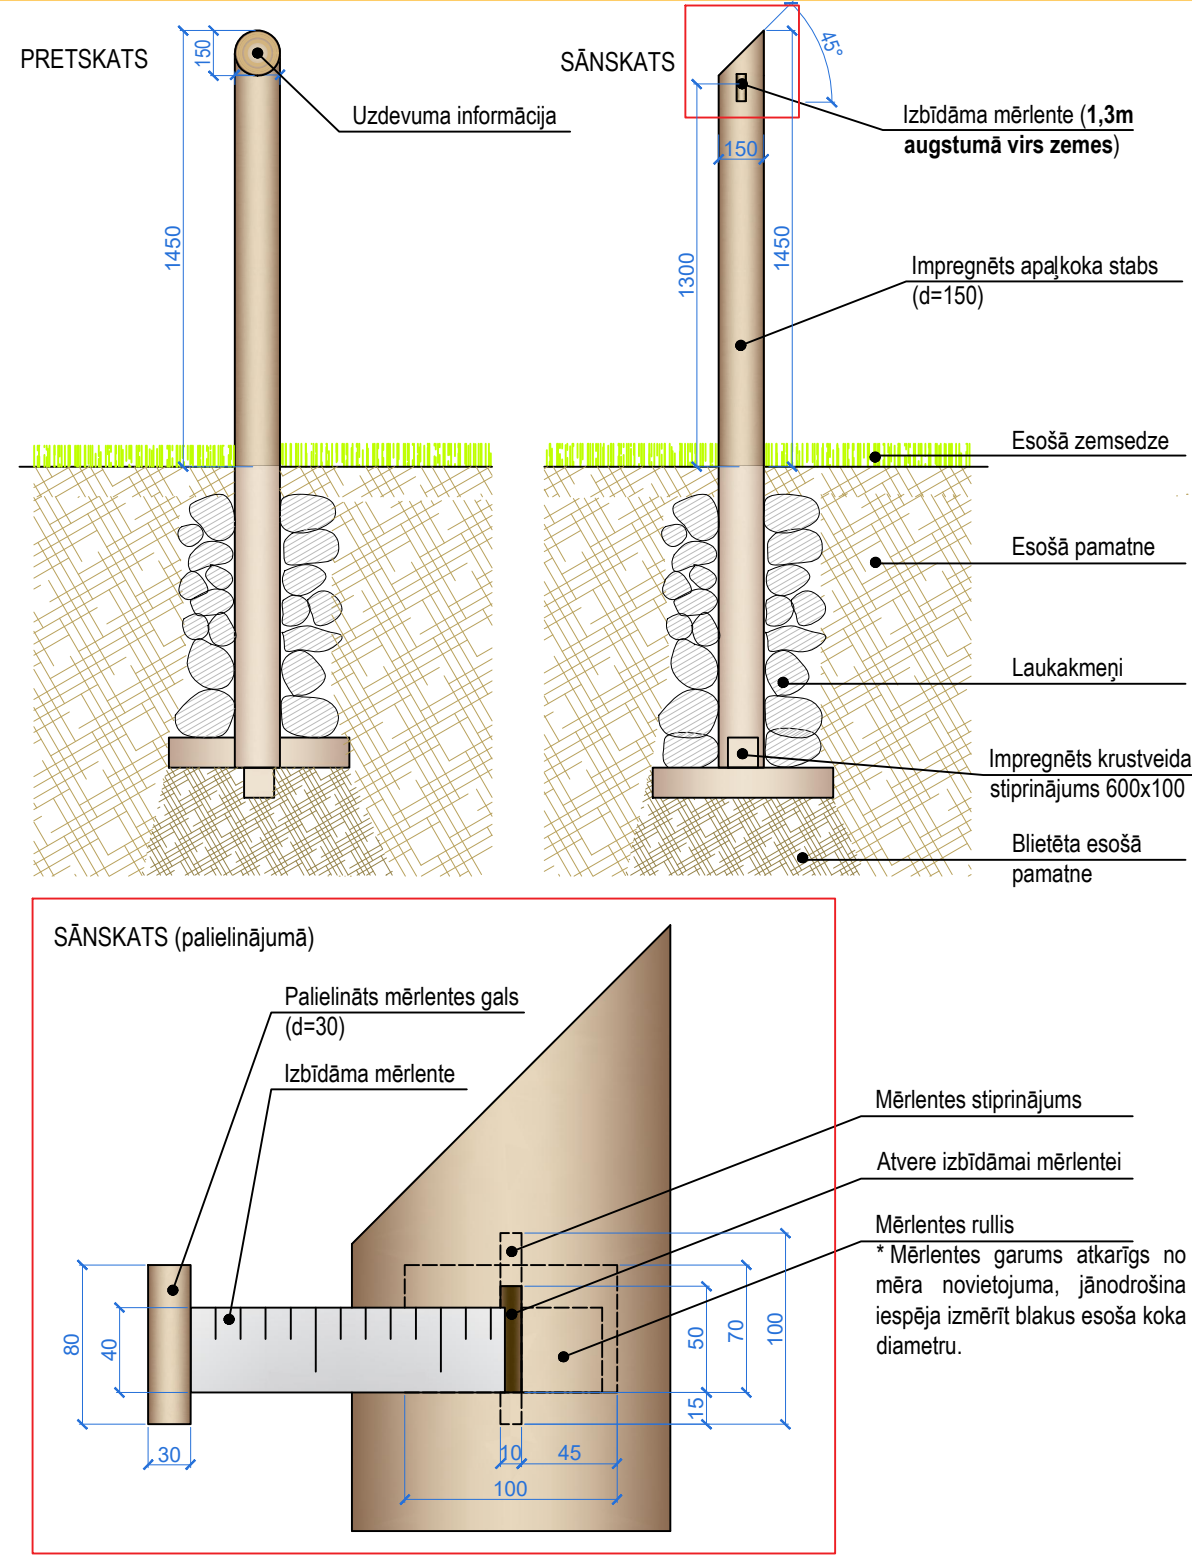 PRETSKATS
150
1450
Uzdevuma informācija
SĀNSKATS
45°
Izbīdāma mērlente (1,3m
augstumā virs zemes)
150
1300
1450
Impregnēts apaļkoka stabs
(d=150)
Esošā zemsedze
Esošā pamatne
Laukakmeņi
Impregnēts krustveida
stiprinājums 600x100
Blietēta esošā
pamatne
SĀNSKATS (palielinājumā)
Palielināts mērlentes gals
(d=30)
Izbīdāma mērlente
Mērlentes stiprinājums
Atvere izbīdāmai mērlentei
Mērlentes rullis
* Mērlentes garums atkarīgs no
mēra novietojuma, jānodrošina
iespēja izmērīt blakus esoša koka
diametru.
80
40
30
10
45
100
50
15
70
100